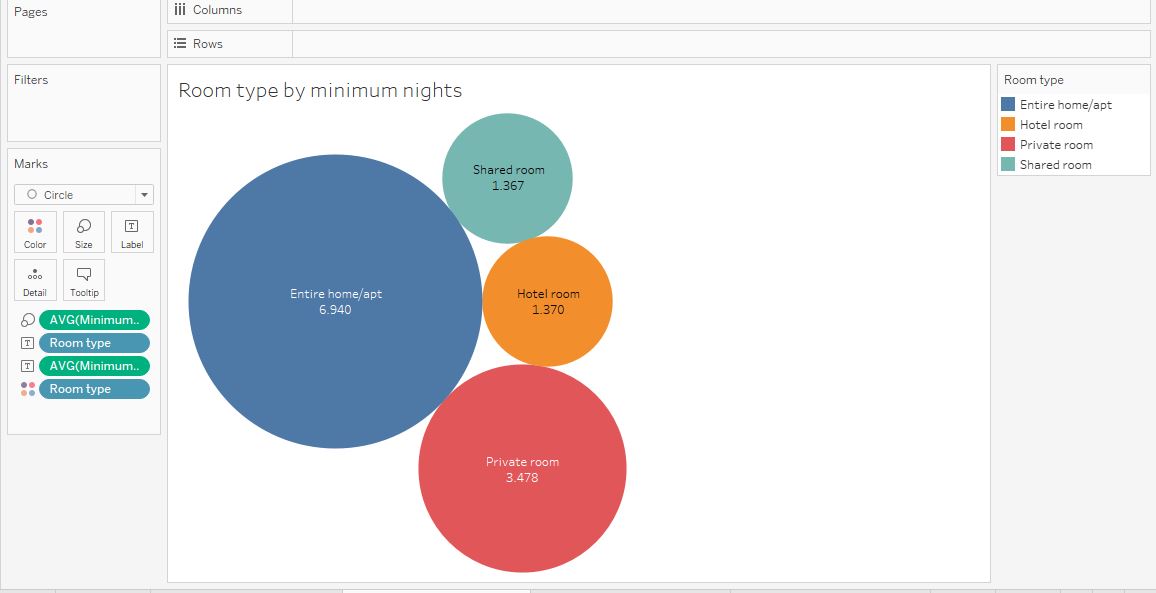 Pages
Columns
Rows
Filters
Marks
Circle
Color
Size
Label
Detail
Tooltip
AVG(Minimum..
Room type
AVG(Minimum..
Room type
Room type by minimum nights
Shared room
1.367
Entire home/apt
6.940
Hotel room
1.370
Private room
3.478
Room type
Entire home/apt
Hotel room
Private room
Shared room